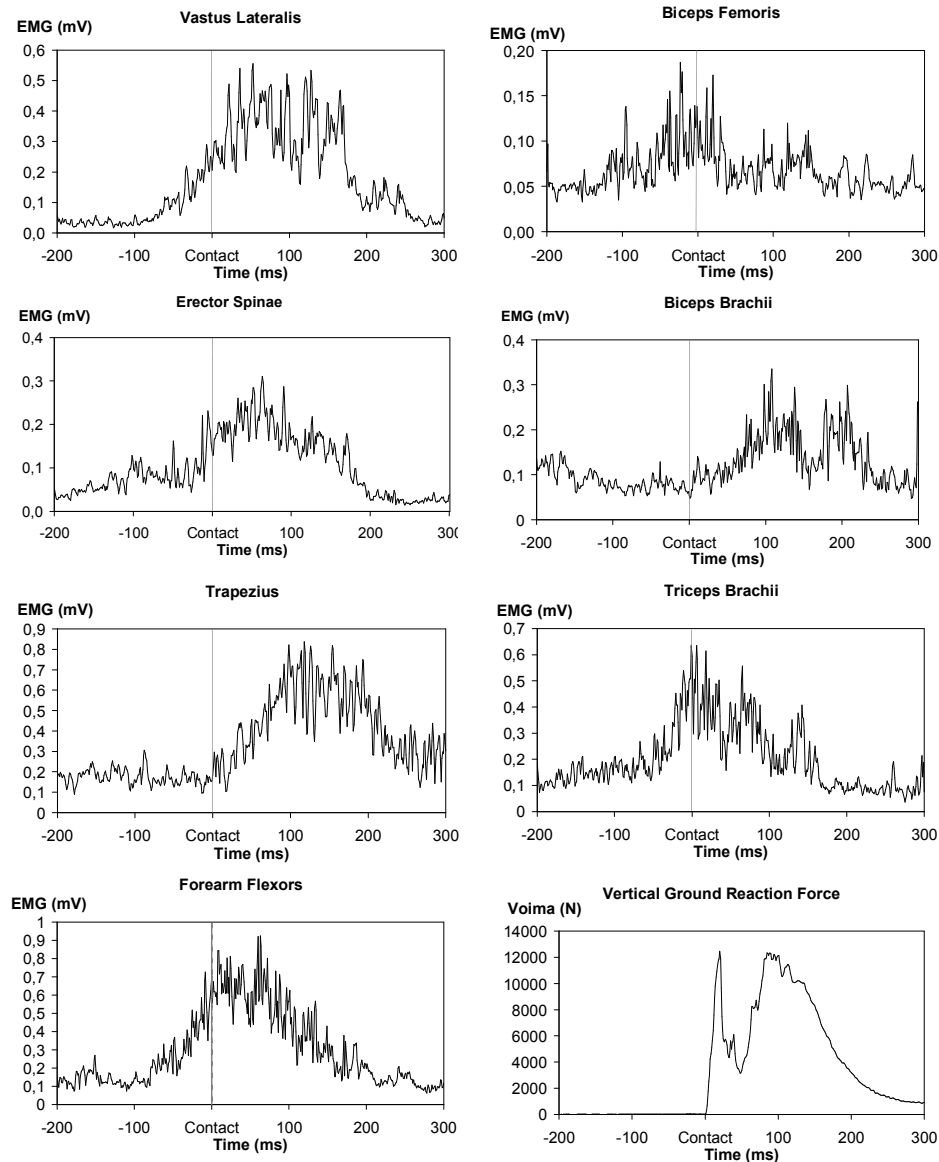 Vastus Lateralis
EMG (mV)
0,6
0,5
0,4
0,3
0,2
0,1
0,0
-200 -100 Contact 100 200 300
Time (ms)
Biceps Femoris
EMG (mV)
0,20
0,15
0,10
0,05
0,00
-200 -100 Contact 100 200 300
Time (ms)
Erector Spinae
EMG (mV)
0,4
0,3
0,2
0,1
0,0
-200 -100 Contact 100 200 300
Time (ms)
Biceps Brachii
EMG (mV)
0,4
0,3
0,2
0,1
0
-200 -100 Contact 100 200 300
Time (ms)
Trapezius
EMG (mV)
0,9
0,8
0,7
0,6
0,5
0,4
0,3
0,2
0,1
0
-200 -100 Contact 100 200 300
Time (ms)
Triceps Brachii
EMG (mV)
0,7
0,6
0,5
0,4
0,3
0,2
0,1
0
-200 -100 Contact 100 200 300
Time (ms)
Forearm Flexors
EMG (mV)
1
0,9
0,8
0,7
0,6
0,5
0,4
0,3
0,2
0,1
0
-200 -100 Contact 100 200 300
Time (ms)
Vertical Ground Reaction Force
Voima (N)
14000
12000
10000
8000
6000
4000
2000
0
-200 -100 Contact 100 200 300
Time (ms)